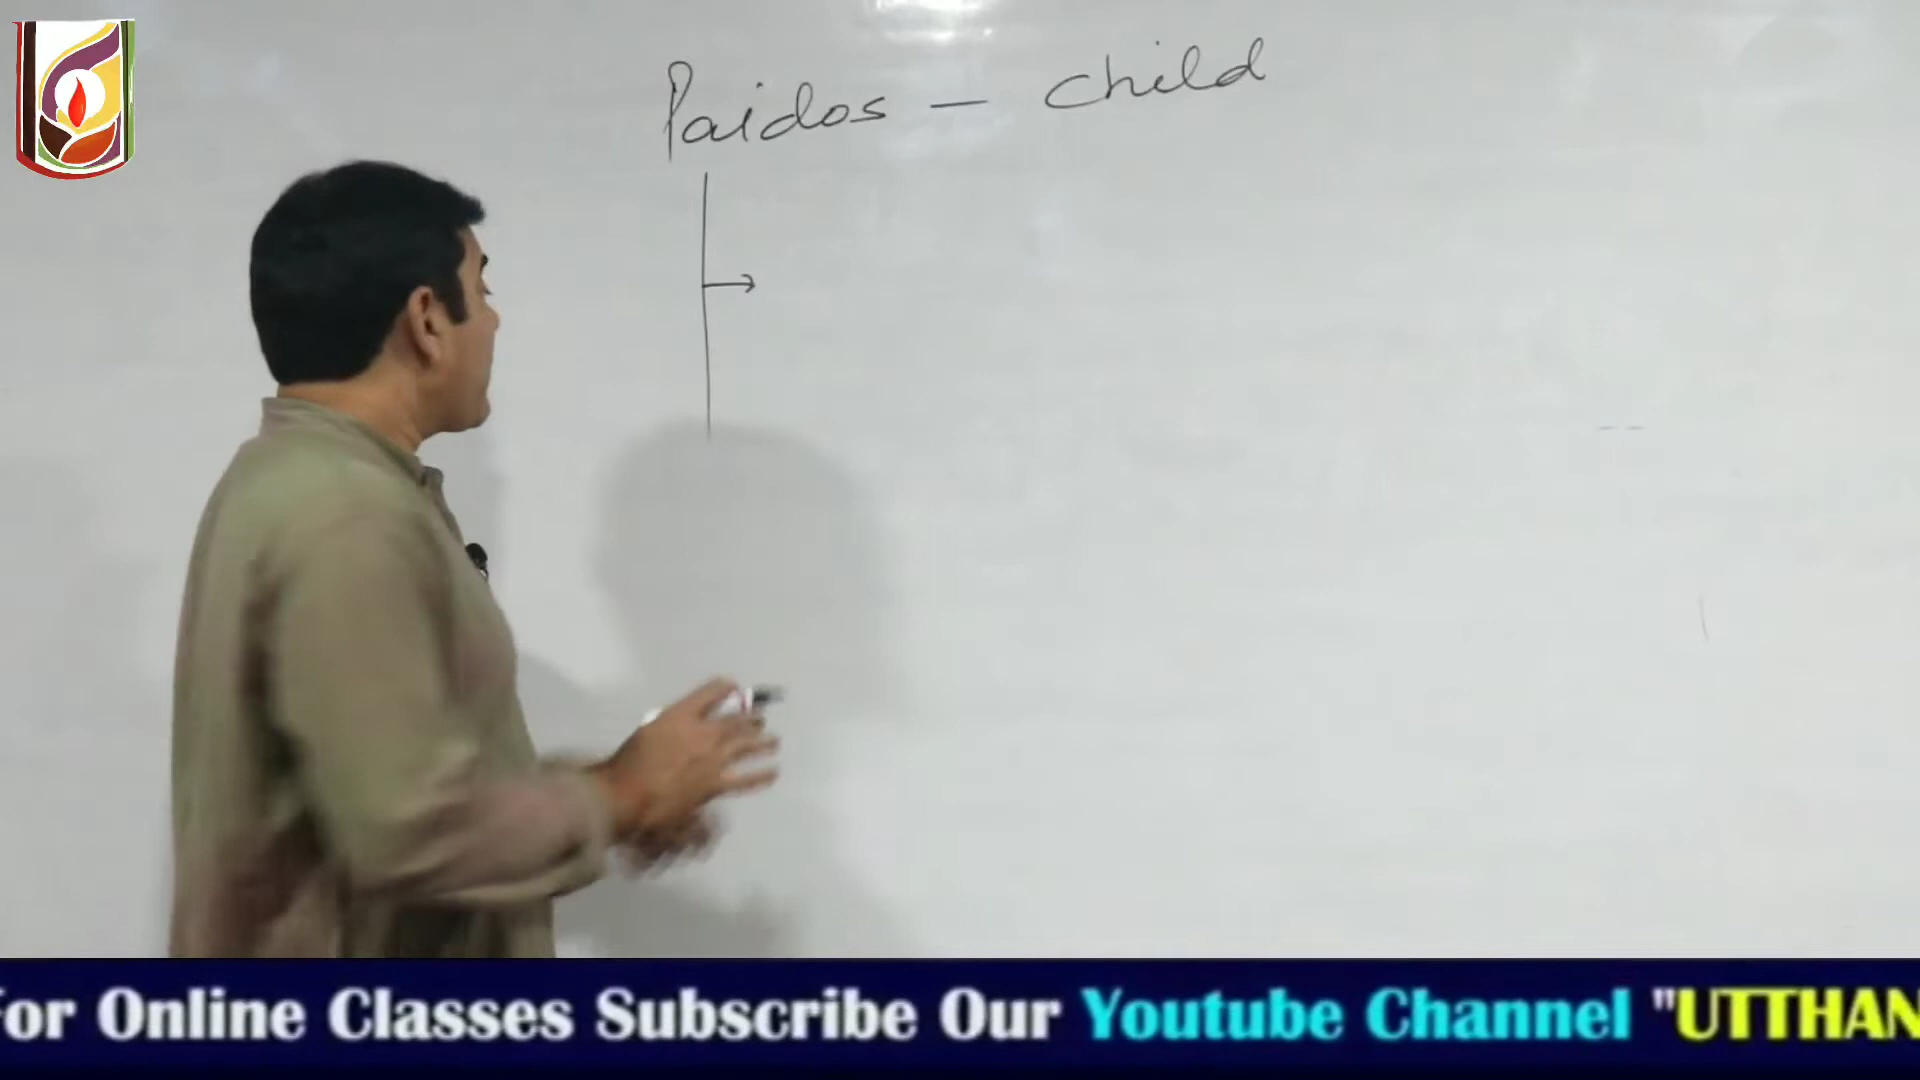 Paidos — child
For Online Classes Subscribe Our Youtube Channel "UTTHAN